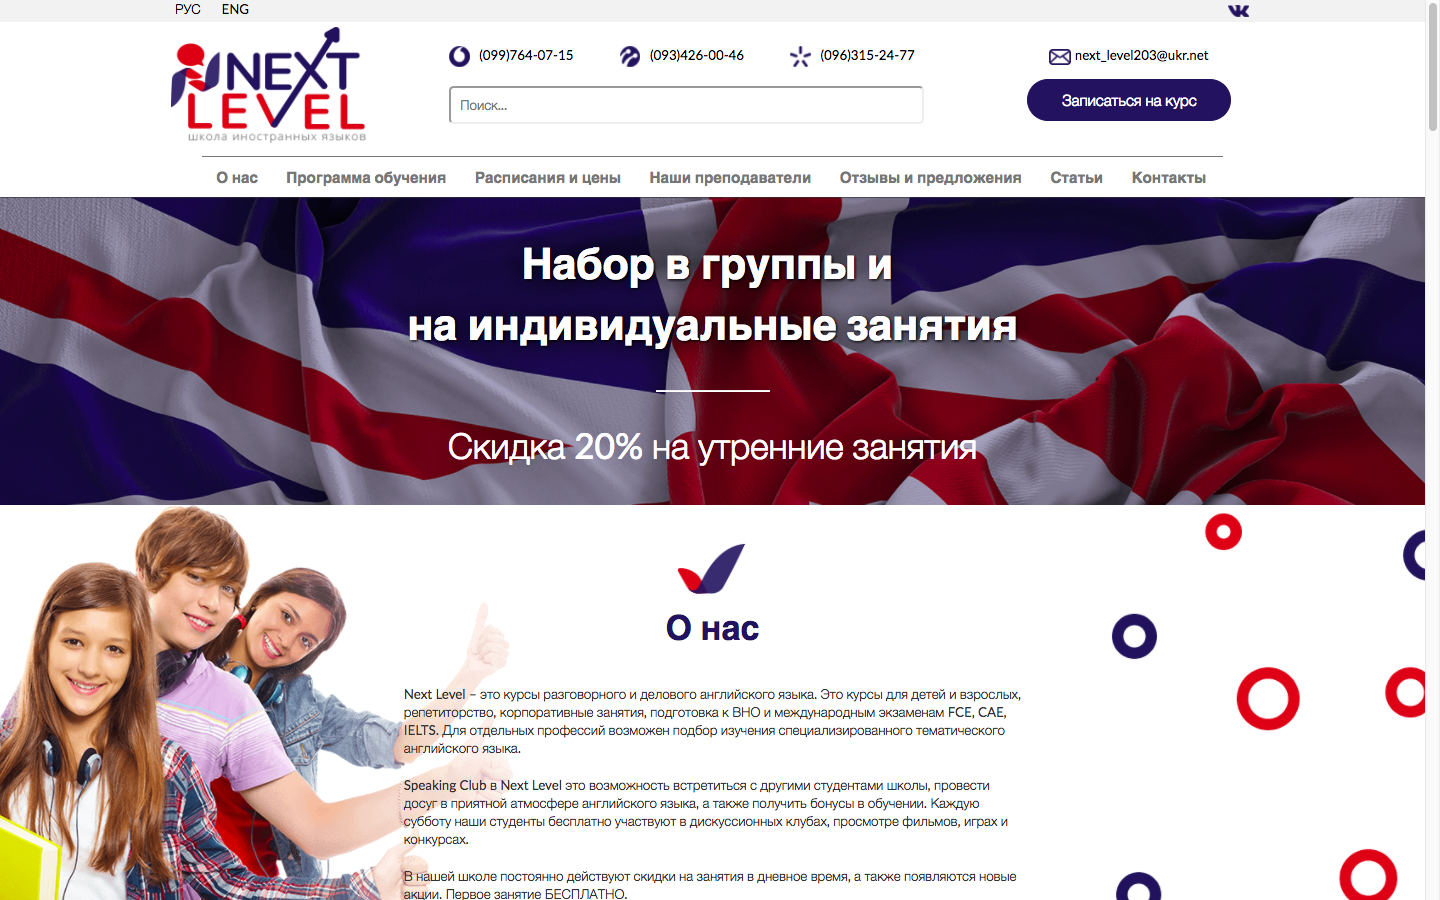 РУС ENG
NEXT
LEVEL
школа иностранных языков
(099)764-07-15 (093)426-00-46 (096)315-24-77
next_level203@ukr.net
Поиск...
Записаться на курс
О нас Программа обучения Расписания и цены Наши преподаватели Отзывы и предложения Статьи Контакты
Набор в группы и
на индивидуальные занятия
Скидка 20% на утренние занятия
О нас
Next Level – это курсы разговорного и делового английского языка. Это курсы для детей и взрослых,
репетиторство, корпоративные занятия, подготовка к ВНО и международным экзаменам FCE, CAE,
IELTS. Для отдельных профессий возможен подбор изучения специализированного тематического
английского языка.
Speaking Club в Next Level это возможность встретиться с другими студентами школы, провести
досуг в приятной атмосфере английского языка, а также получить бонусы в обучении. Каждую
субботу наши студенты бесплатно участвуют в дискуссионных клубах, просмотре фильмов, играх и
конкурсах.
В нашей школе постоянно действуют скидки на занятия в дневное время, а также появляются новые
акции. Первое занятие БЕСПЛАТНО.